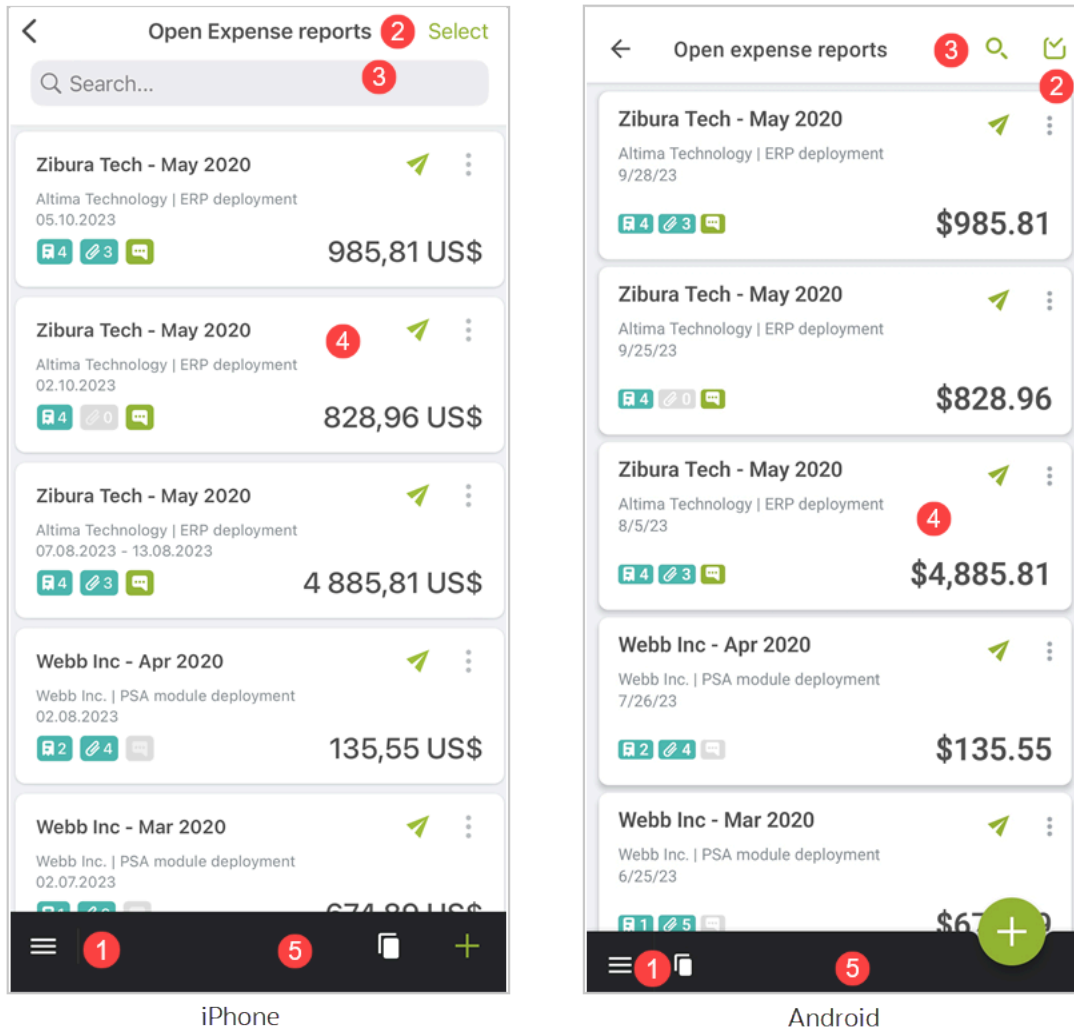 Open Expense reports 2 Select
3
Search...
Zibura Tech - May 2020
Altima Technology | ERP deployment
05.10.2023
4 3
985,81 US$
Zibura Tech - May 2020
4
Altima Technology | ERP deployment
02.10.2023
4 0
828,96 US$
Zibura Tech - May 2020
Altima Technology | ERP deployment
07.08.2023 - 13.08.2023
4 3
4 885,81 US$
Webb Inc - Apr 2020
Webb Inc. | PSA module deployment
02.08.2023
2 4
135,55 US$
Webb Inc - Mar 2020
Webb Inc. | PSA module deployment
02.07.2023
1 5
iPhone
Open expense reports 3
2
Zibura Tech - May 2020
Altima Technology | ERP deployment
9/28/23
4 3
$985.81
Zibura Tech - May 2020
Altima Technology | ERP deployment
9/25/23
4 0
$828.96
Zibura Tech - May 2020
Altima Technology | ERP deployment
8/5/23
4
4 3
$4,885.81
Webb Inc - Apr 2020
Webb Inc. | PSA module deployment
7/26/23
2 4
$135.55
Webb Inc - Mar 2020
Webb Inc. | PSA module deployment
6/25/23
1 5
1 5
Android